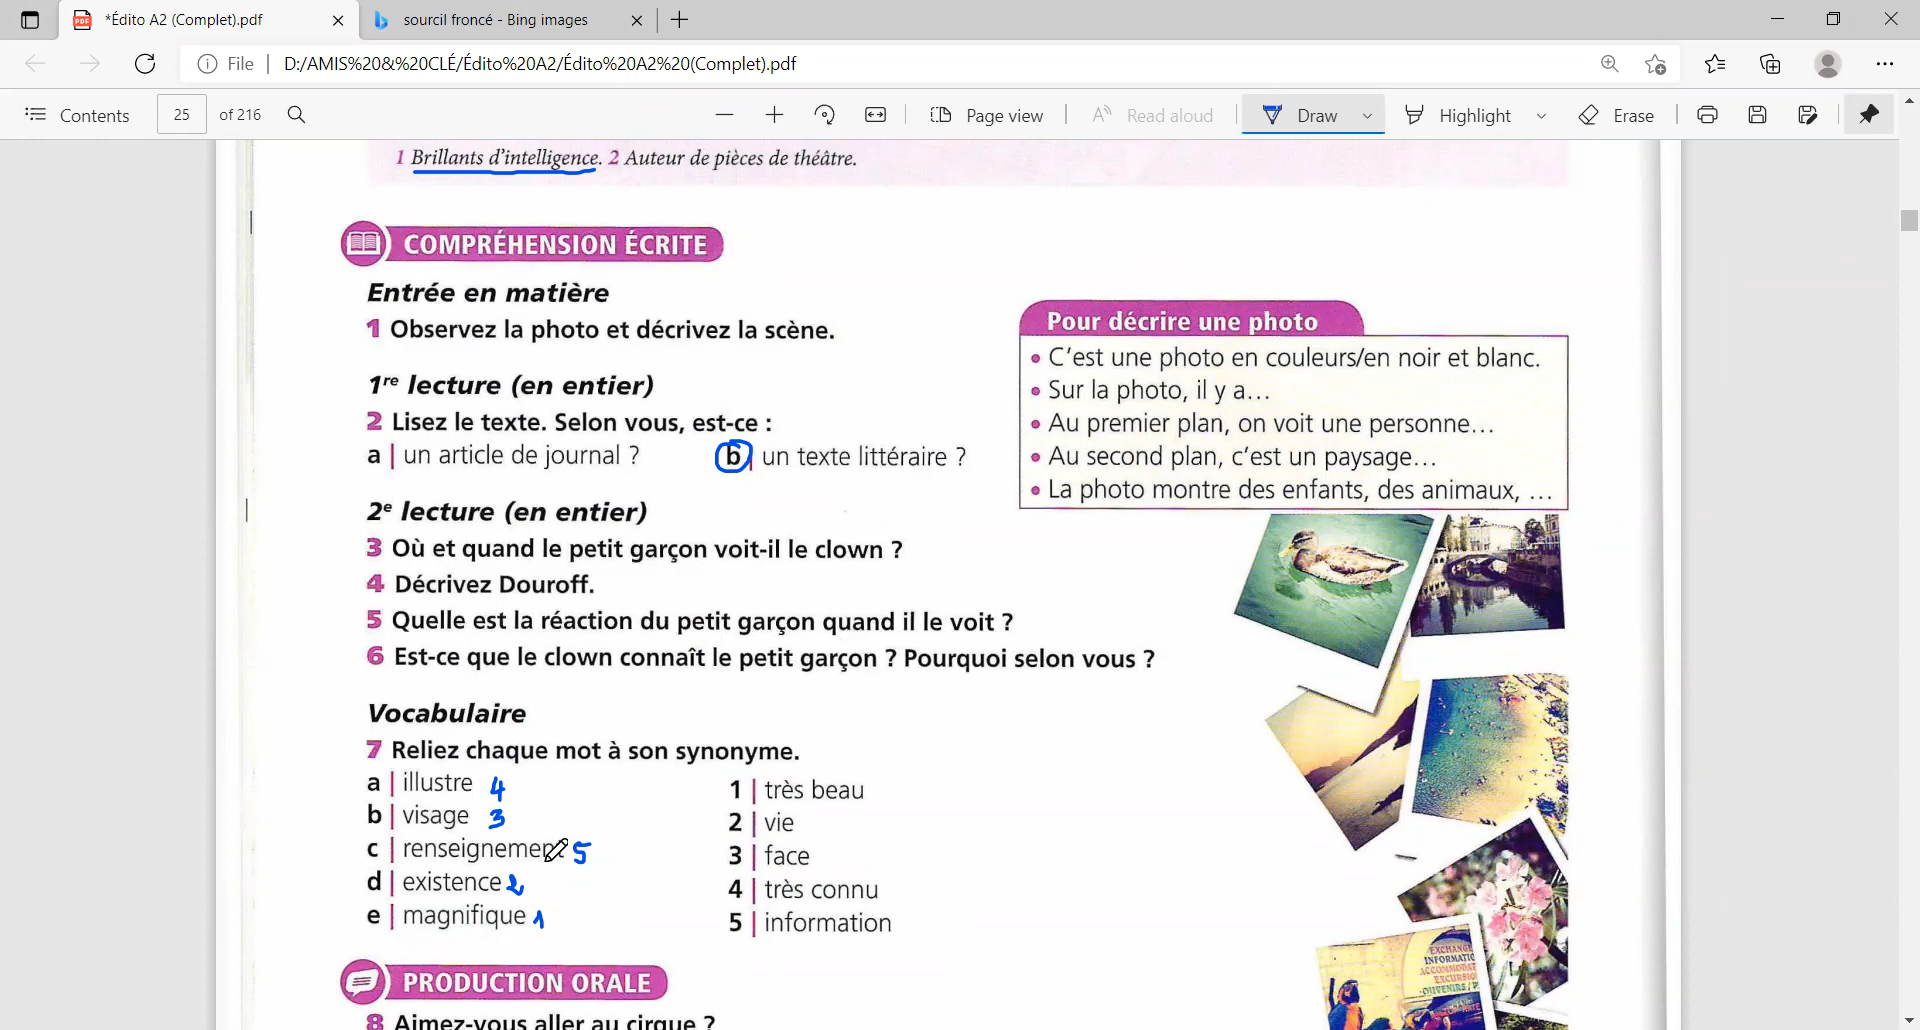 *Édito A2 (Complet).pdf
sourcil froncé - Bing images
File
D:/AMIS%20&%20CLÉ/Édito%20A2/Édito%20A2%20(Complet).pdf
Contents
25
of 216
Page view
Read aloud
Draw
Highlight
Erase
1 Brillants d'intelligence. 2 Auteur de pièces de théâtre.
COMPRÉHENSION ÉCRITE
Entrée en matière
1 Observez la photo et décrivez la scène.
1re lecture (en entier)
2 Lisez le texte. Selon vous, est-ce :
a | un article de journal ?
b | un texte littéraire ?
Pour décrire une photo
• C'est une photo en couleurs/en noir et blanc.
• Sur la photo, il y a...
• Au premier plan, on voit une personne...
• Au second plan, c'est un paysage...
• La photo montre des enfants, des animaux, ...
2e lecture (en entier)
3 Où et quand le petit garçon voit-il le clown ?
4 Décrivez Douroff.
5 Quelle est la réaction du petit garçon quand il le voit ?
6 Est-ce que le clown connaît le petit garçon ? Pourquoi selon vous ?
Vocabulaire
7 Reliez chaque mot à son synonyme.
a | illustre 4
b | visage 3
c | renseignement 5
d | existence 2
e | magnifique 1
1 | très beau
2 | vie
3 | face
4 | très connu
5 | information
EXCHANG
INFORMATIO
ACCOMMODAT
EXCURSIO
PRODUCTION ORALE
8 Aimez-vous aller au cirque ?